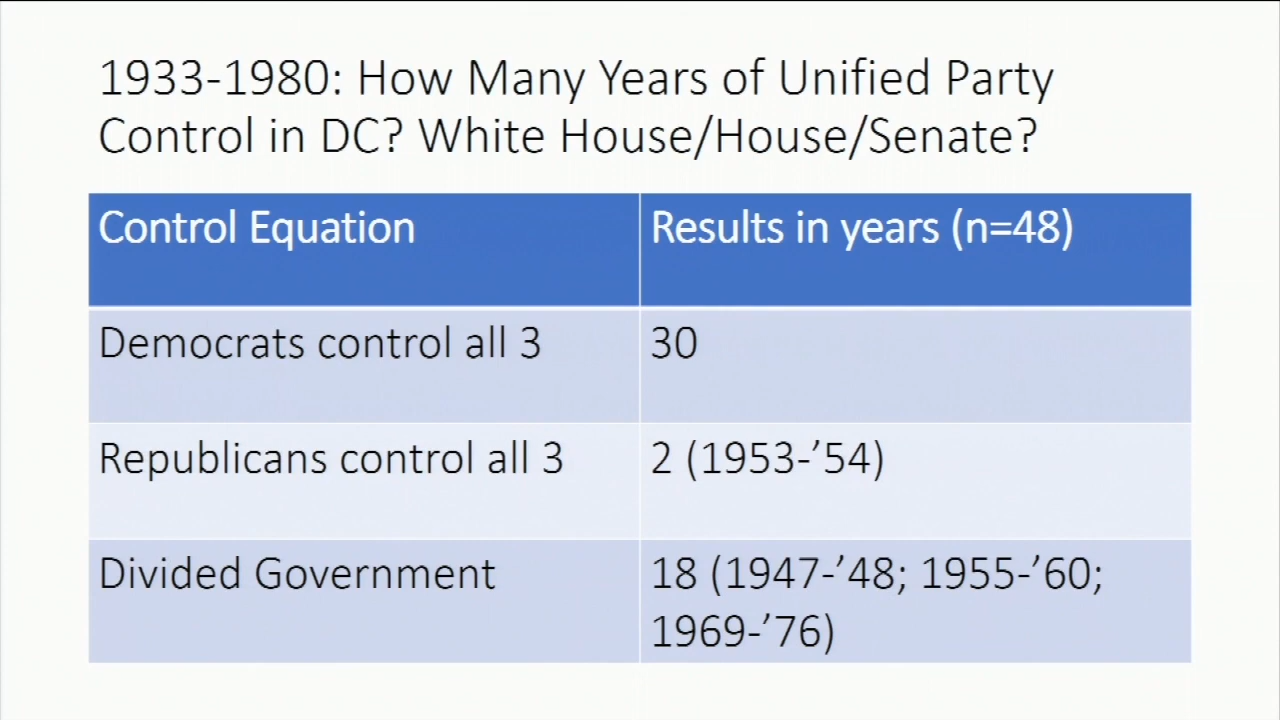 1933-1980: How Many Years of Unified Party
Control in DC? White House/House/Senate?
Control Equation
Results in years (n=48)
Democrats control all 3
30
Republicans control all 3
2 (1953-’54)
Divided Government
18 (1947-’48; 1955-’60;
1969-’76)